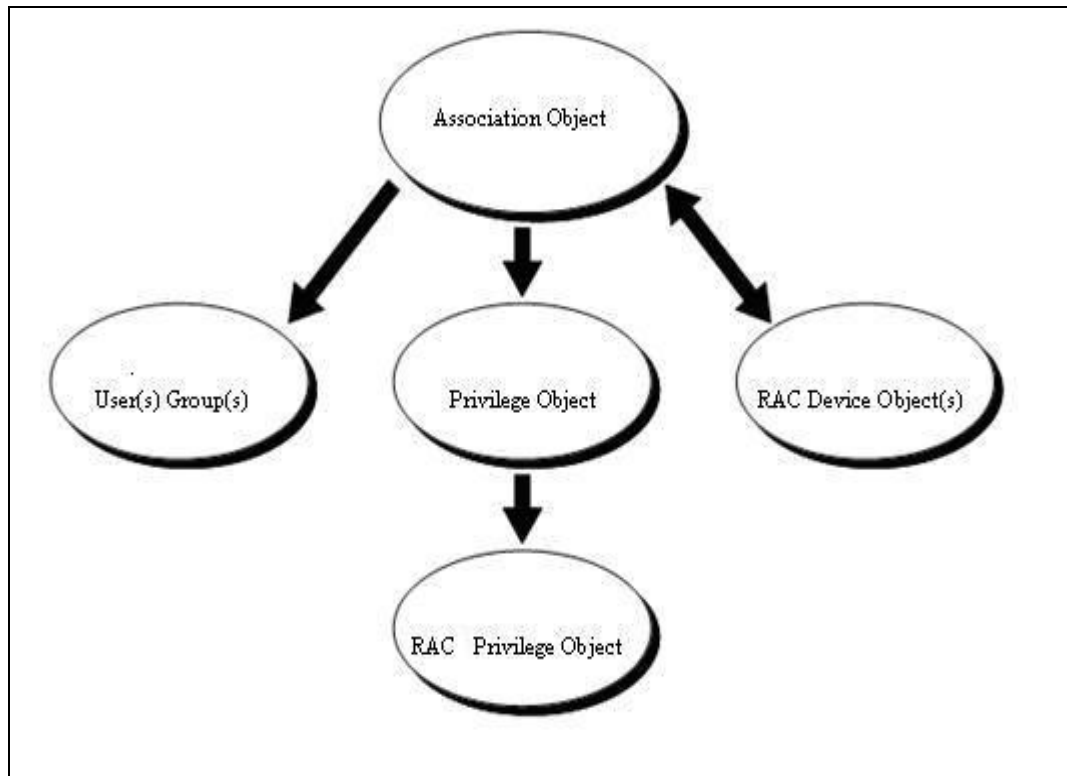 Association Object
User(s) Group(s)
Privilege Object
RAC Device Object(s)
RAC Privilege Object